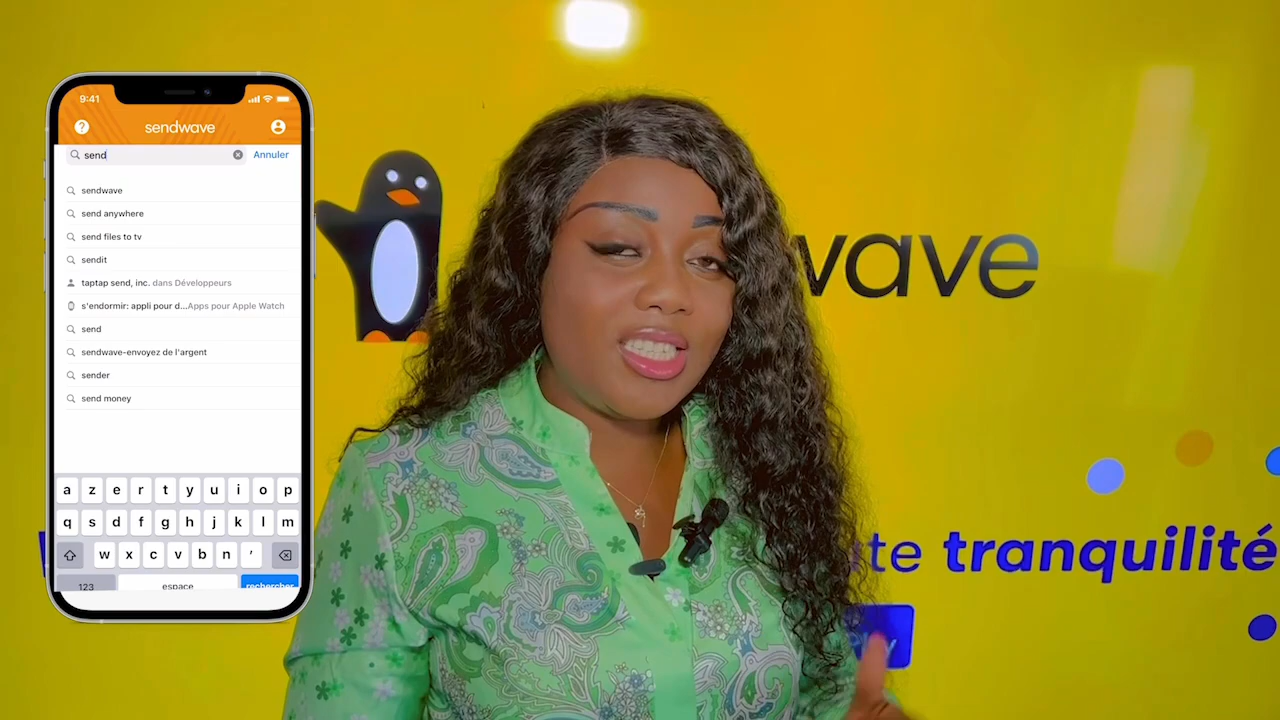 9:41
sendwave
send
Annuler
sendwave
send anywhere
send files to tv
sendit
taptap send, inc. dans Développeurs
s'endormir: appli pour d...Apps pour Apple Watch
send
sendwave-envoyez de l'argent
sender
send money
a z e r t y u i o p
q s d f g h j k l m
w x c v b n '
123 espace rechercher
wave
te tranquilité